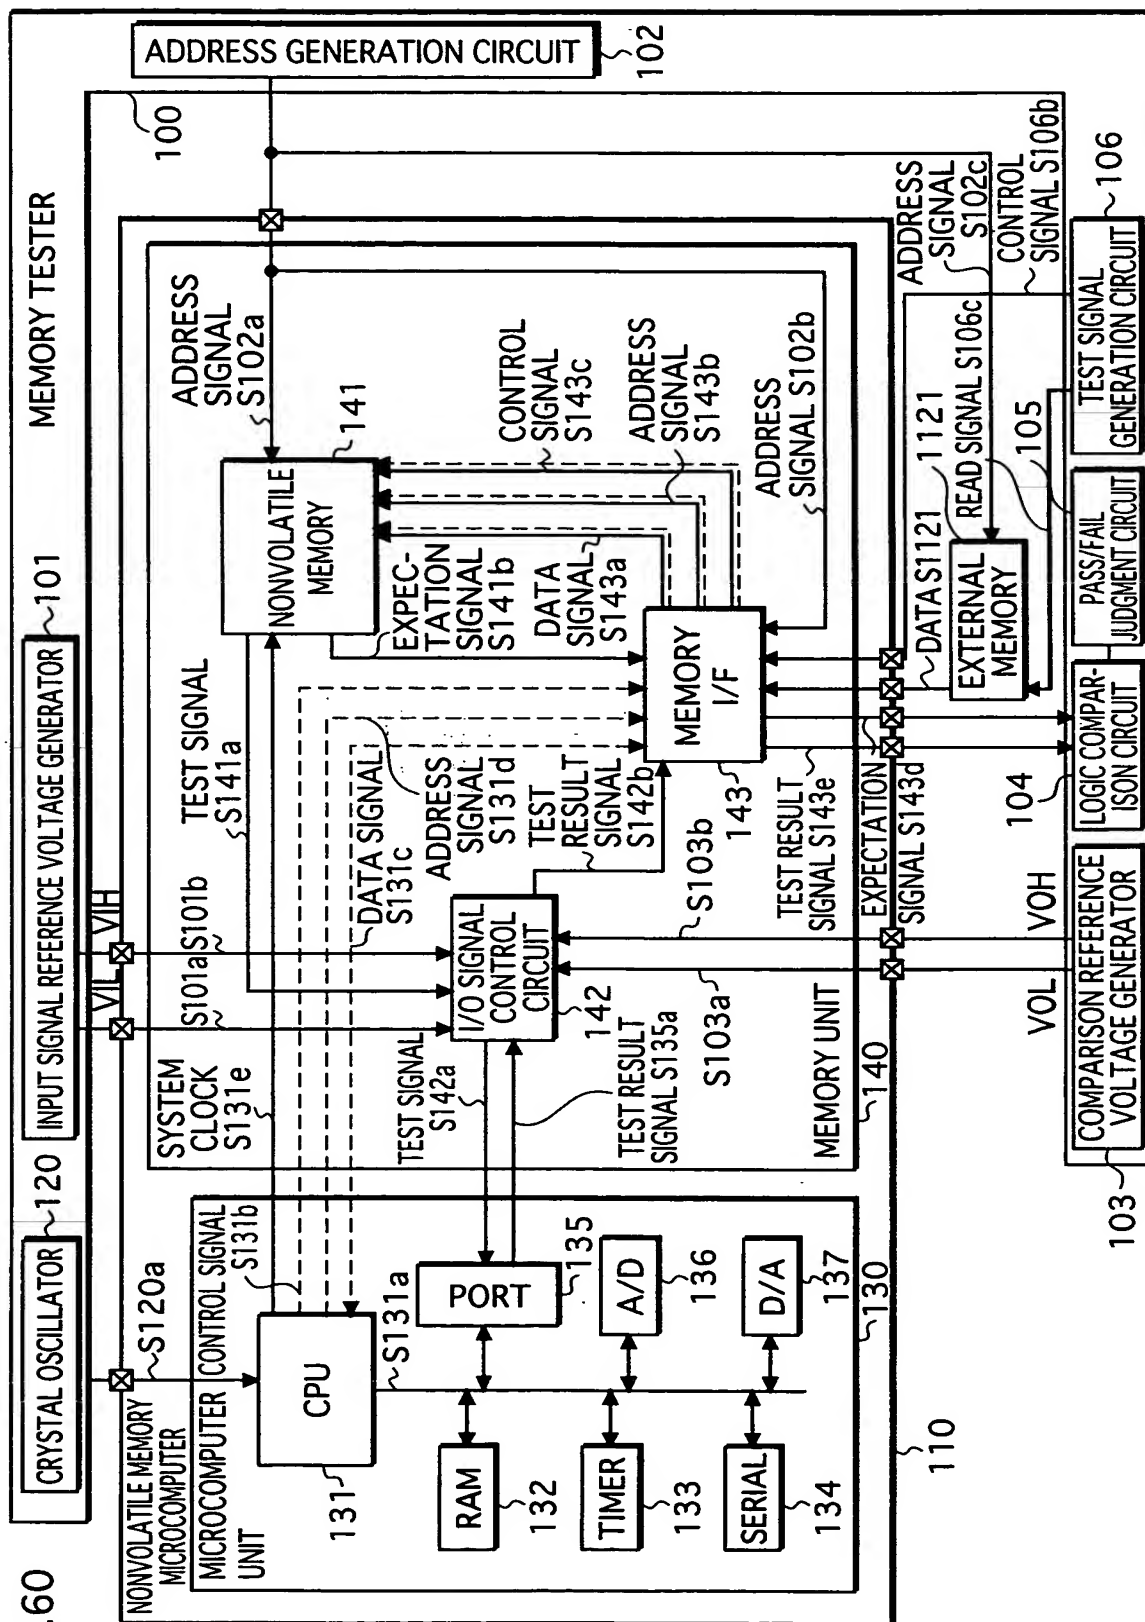 .60
MEMORY TESTER
100
CRYSTAL OSCILLATOR
120
INPUT SIGNAL REFERENCE VOLTAGE GENERATOR
101
ADDRESS GENERATION CIRCUIT
102
S120a
VIL
VIH
NONVOLATILE MEMORY
MICROCOMPUTER
MICROCOMPUTER
UNIT
CONTROL SIGNAL
S131b
CPU
131
S131a
RAM
132
TIMER
133
SERIAL
134
PORT
135
A/D
136
D/A
137
130
110
SYSTEM
CLOCK
S131e
S101a
S101b
TEST SIGNAL
S141a
ADDRESS
SIGNAL
S102a
NONVOLATILE
MEMORY
141
EXPEC-
TATION
SIGNAL
S141b
DATA
SIGNAL
S143a
CONTROL
SIGNAL
S143c
ADDRESS
SIGNAL
S143b
ADDRESS
SIGNAL S102b
DATA SIGNAL
S131c
ADDRESS
SIGNAL
S131d
TEST
RESULT
SIGNAL
S142b
TEST SIGNAL
S142a
I/O SIGNAL
CONTROL
CIRCUIT
142
TEST RESULT
SIGNAL S135a
MEMORY
I/F
143
S103b
S103a
MEMORY UNIT
140
TEST RESULT
SIGNAL S143e
EXPECTATION
SIGNAL S143d
DATA S1121
EXTERNAL
MEMORY
1121
READ SIGNAL S106c
ADDRESS
SIGNAL
S102c
CONTROL
SIGNAL S106b
VOL
VOH
COMPARISON REFERENCE
VOLTAGE GENERATOR
103
LOGIC COMPAR-
ISON CIRCUIT
104
PASS/FAIL
JUDGMENT CIRCUIT
105
TEST SIGNAL
GENERATION CIRCUIT
106